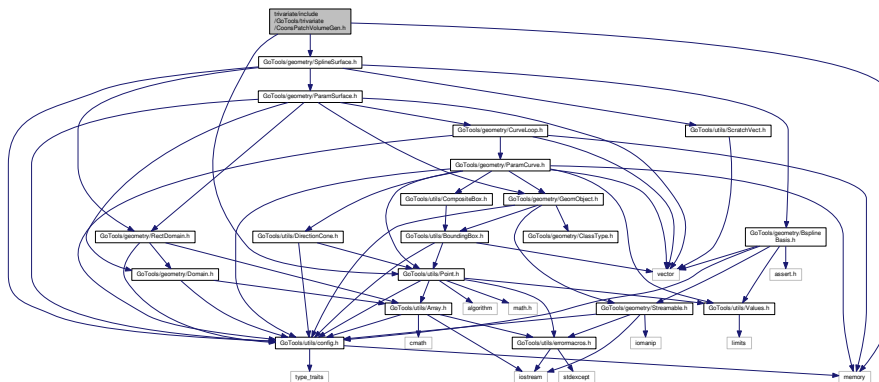 trivariate/include
/GoTools/trivariate
/CoonsPatchVolumeGen.h
GoTools/geometry/SplineSurface.h
GoTools/geometry/ParamSurface.h
GoTools/geometry/CurveLoop.h
GoTools/utils/ScratchVect.h
GoTools/geometry/ParamCurve.h
GoTools/utils/CompositeBox.h
GoTools/geometry/GeomObject.h
GoTools/geometry/RectDomain.h
GoTools/utils/DirectionCone.h
GoTools/utils/BoundingBox.h
GoTools/geometry/ClassType.h
GoTools/geometry/Bspline
Basis.h
GoTools/geometry/Domain.h
GoTools/utils/Point.h
vector
assert.h
GoTools/utils/Array.h
algorithm
math.h
GoTools/geometry/Streamable.h
GoTools/utils/Values.h
GoTools/utils/config.h
cmath
GoTools/utils/errormacros.h
iomanip
limits
type_traits
iostream
stdexcept
memory